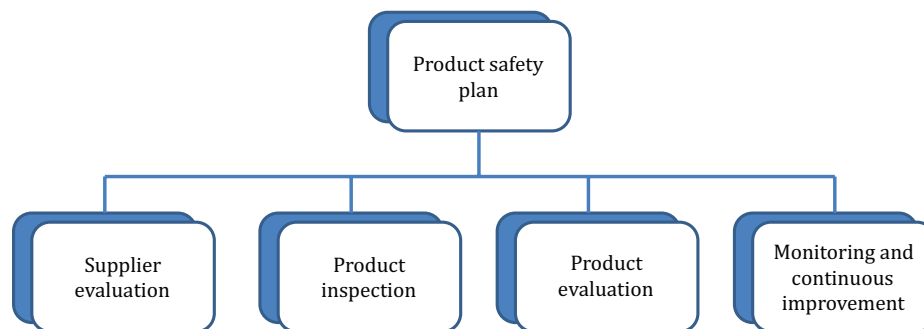 Product safety
plan
Supplier
evaluation
Product
inspection
Product
evaluation
Monitoring and
continuous
improvement